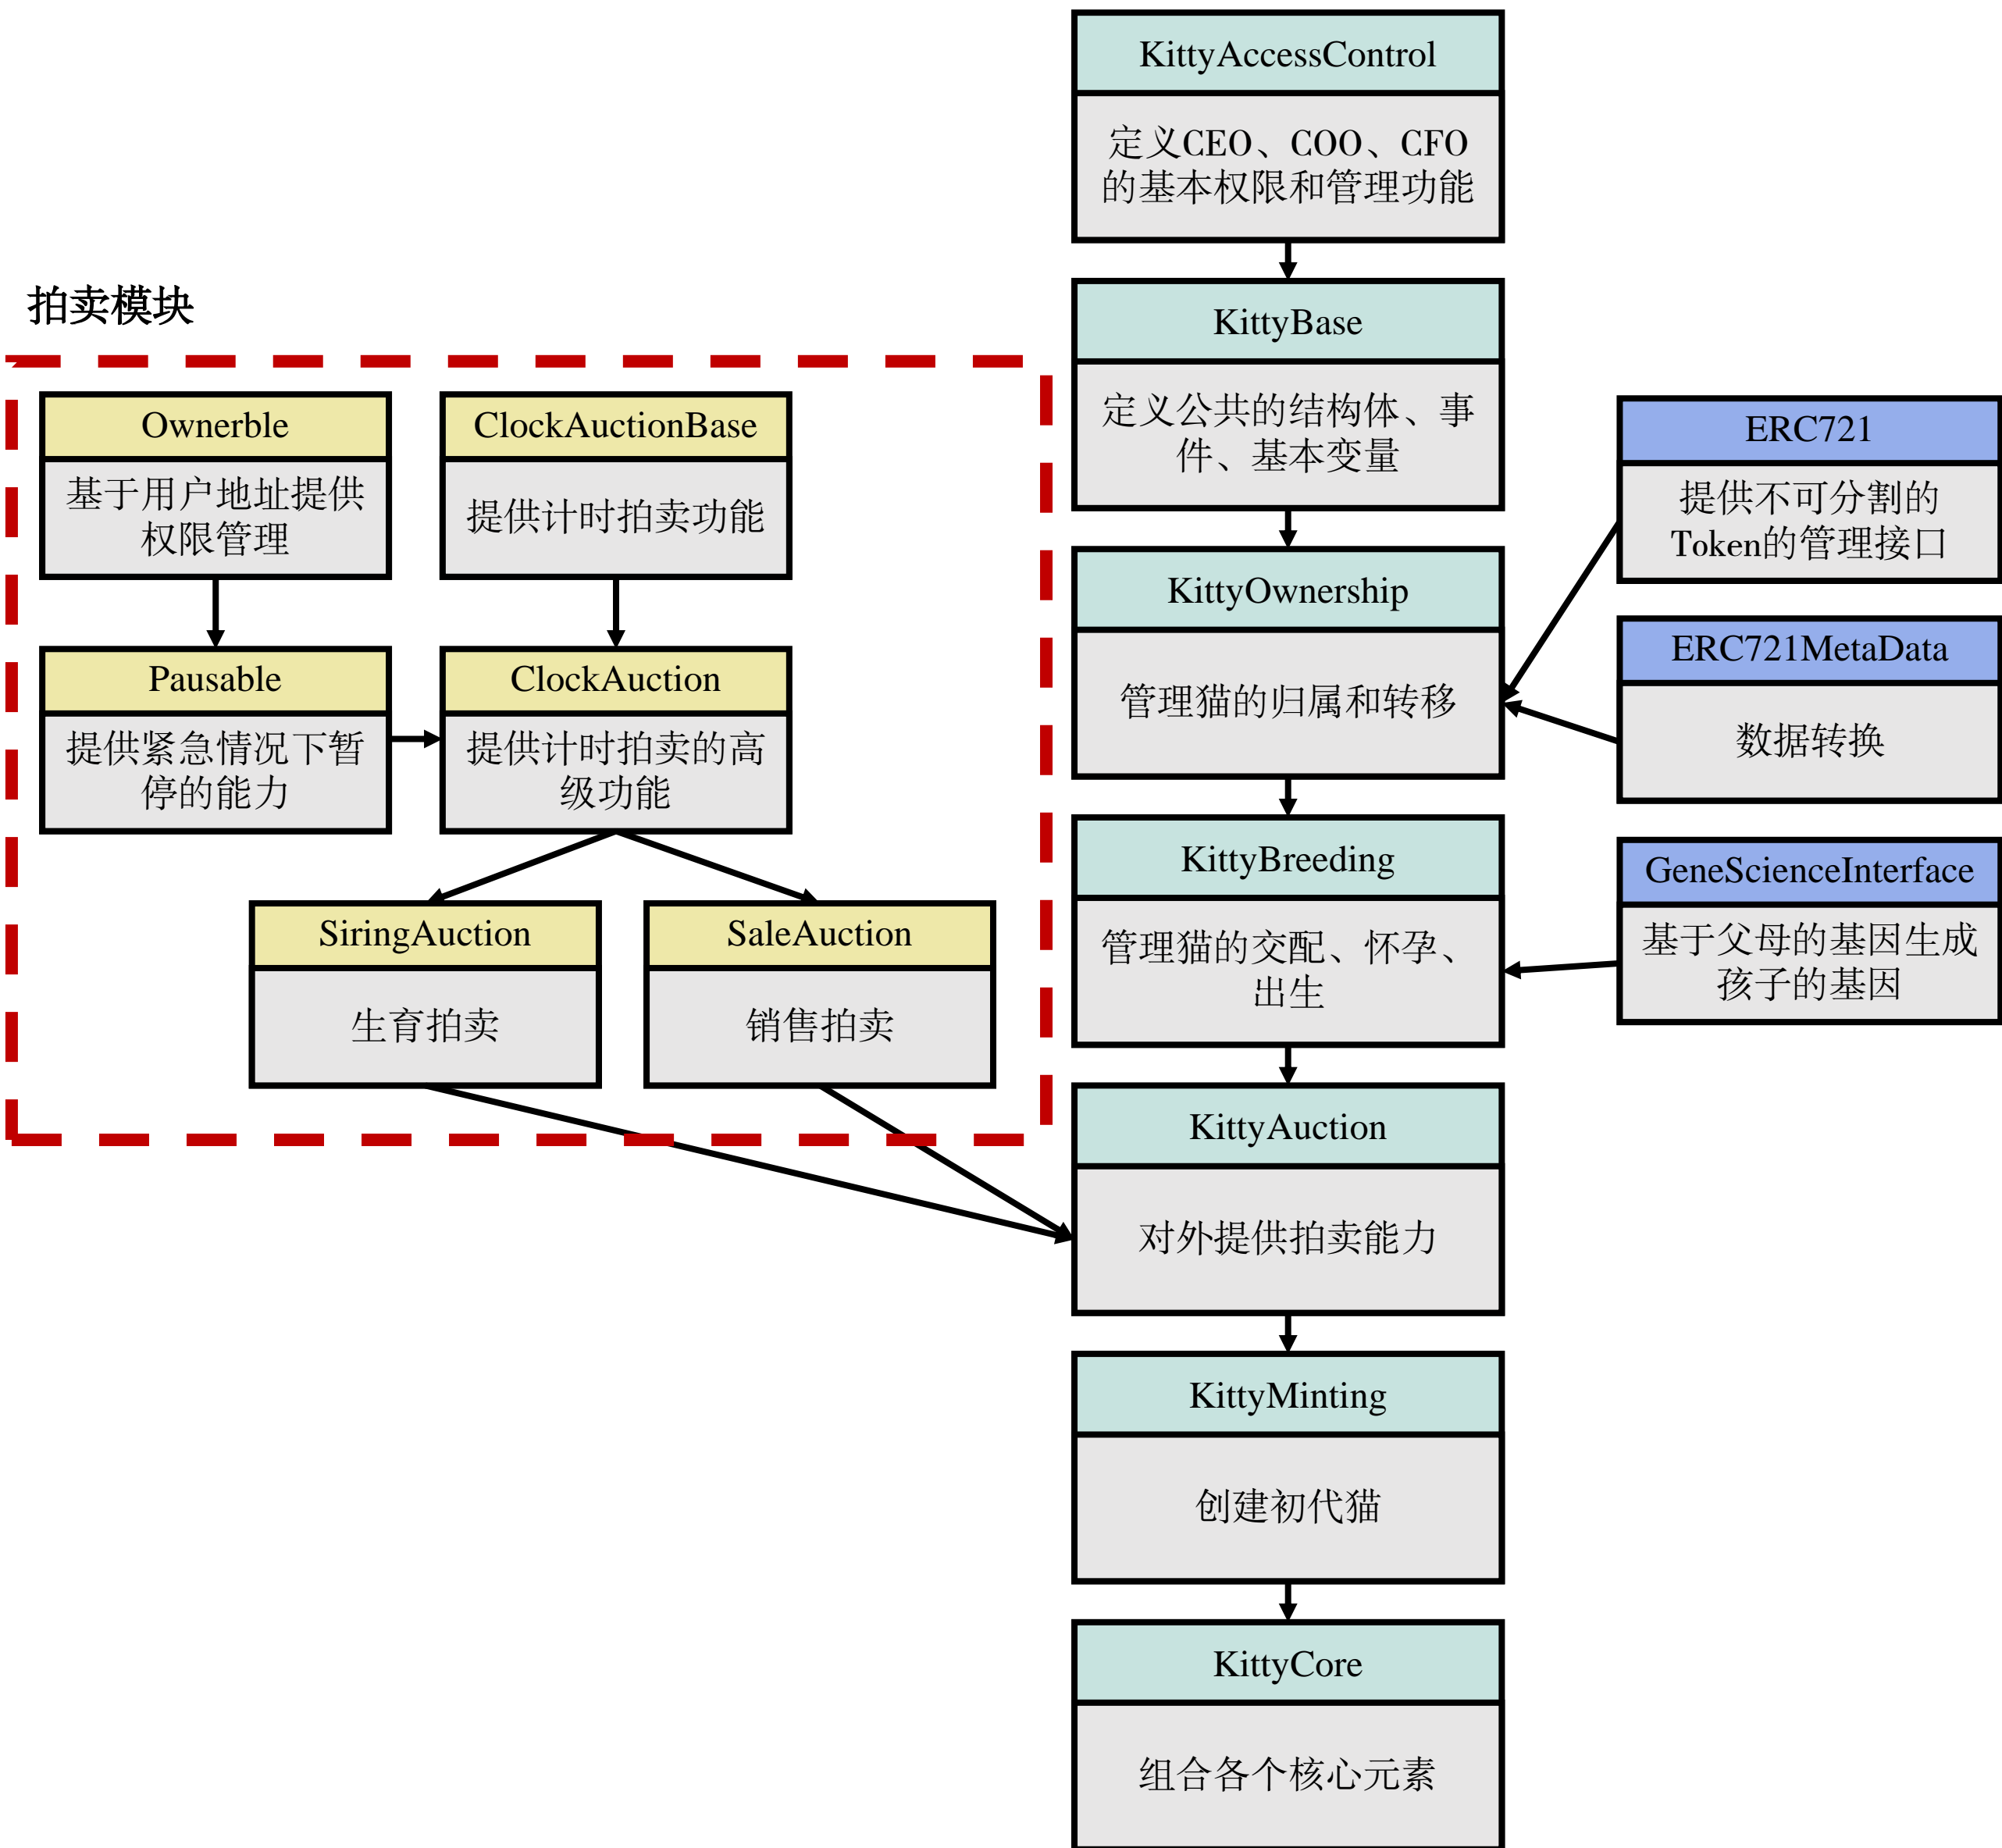 KittyAccessControl
定义CEO、COO、CFO
的基本权限和管理功能
KittyBase
定义公共的结构体、事
件、基本变量
KittyOwnership
管理猫的归属和转移
KittyBreeding
管理猫的交配、怀孕、
出生
KittyAuction
对外提供拍卖能力
KittyMinting
创建初代猫
KittyCore
组合各个核心元素
拍卖模块
Ownerble
基于用户地址提供
权限管理
ClockAuctionBase
提供计时拍卖功能
Pausable
提供紧急情况下暂
停的能力
ClockAuction
提供计时拍卖的高
级功能
SiringAuction
生育拍卖
SaleAuction
销售拍卖
ERC721
提供不可分割的
Token的管理接口
ERC721MetaData
数据转换
GeneScienceInterface
基于父母的基因生成
孩子的基因